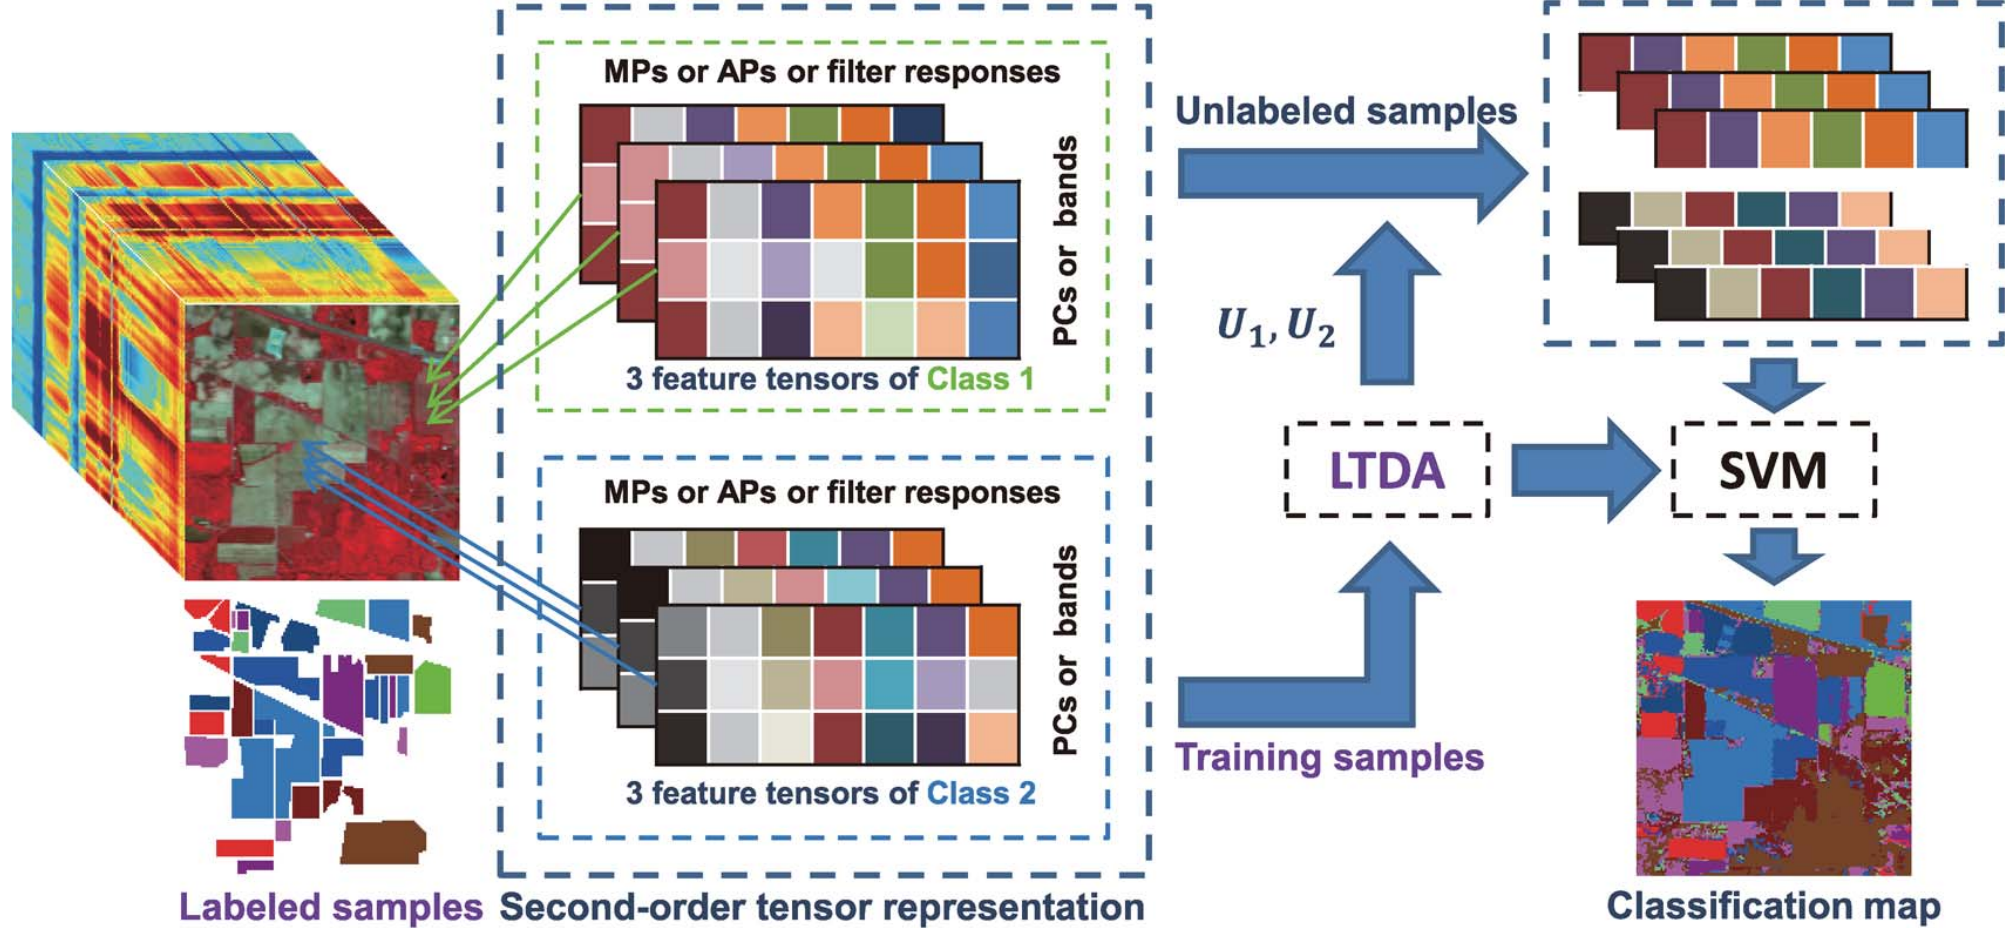 MPs or APs or filter responses
PCs or bands
3 feature tensors of Class 1
MPs or APs or filter responses
PCs or bands
3 feature tensors of Class 2
Labeled samples
Second-order tensor representation
Unlabeled samples
U₁, U₂
LTDA
SVM
Training samples
Classification map